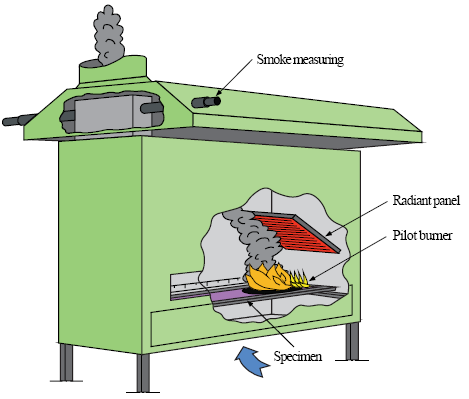 Smoke measuring
Radiant panel
Pilot burner
Specimen